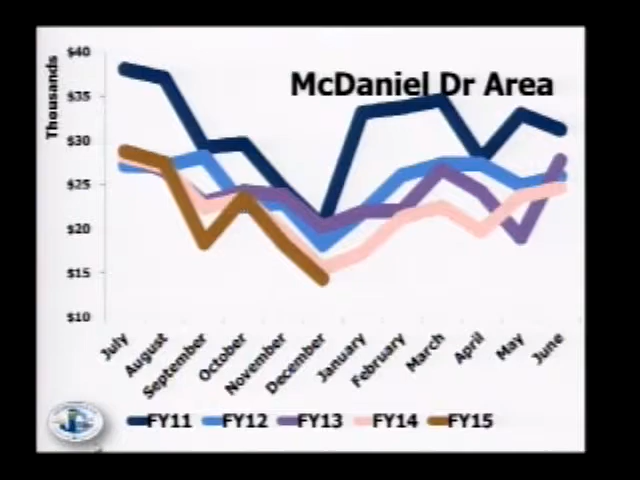 McDaniel Dr Area
Thousands
$40
$35
$30
$25
$20
$15
$10
July
August
September
October
November
December
January
February
March
April
May
June
FY11 FY12 FY13 FY14 FY15